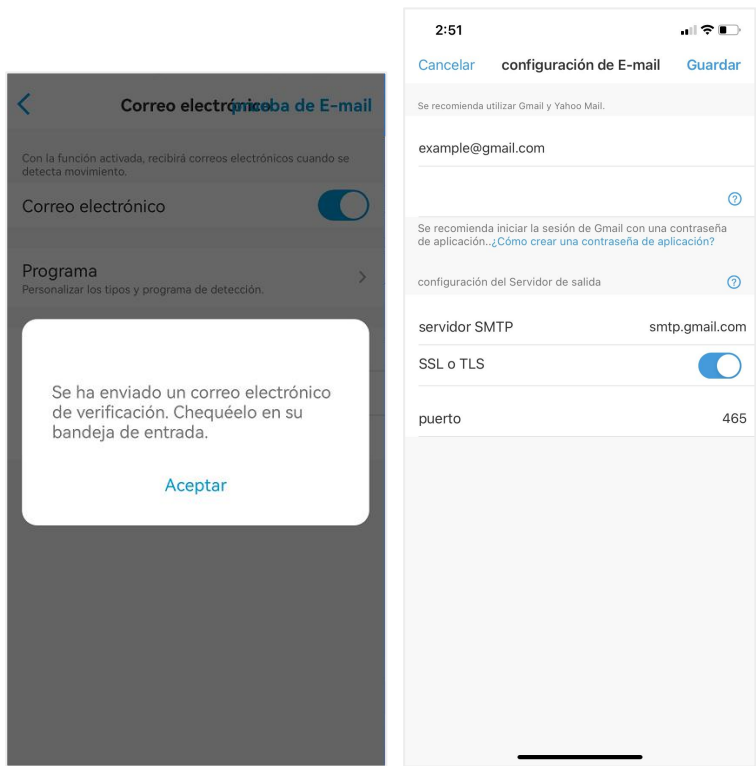 Correo electrónico
prueba de E-mail
Con la función activada, recibirá correos electrónicos cuando se
detecta movimiento.
Correo electrónico
Programa
Personalizar los tipos y programa de detección.
Se ha enviado un correo electrónico
de verificación. Chequéelo en su
bandeja de entrada.
Aceptar
2:51
Cancelar configuración de E-mail Guardar
Se recomienda utilizar Gmail y Yahoo Mail.
example@gmail.com
Se recomienda iniciar la sesión de Gmail con una contraseña
de aplicación..¿Cómo crear una contraseña de aplicación?
configuración del Servidor de salida
servidor SMTP smtp.gmail.com
SSL o TLS
puerto 465